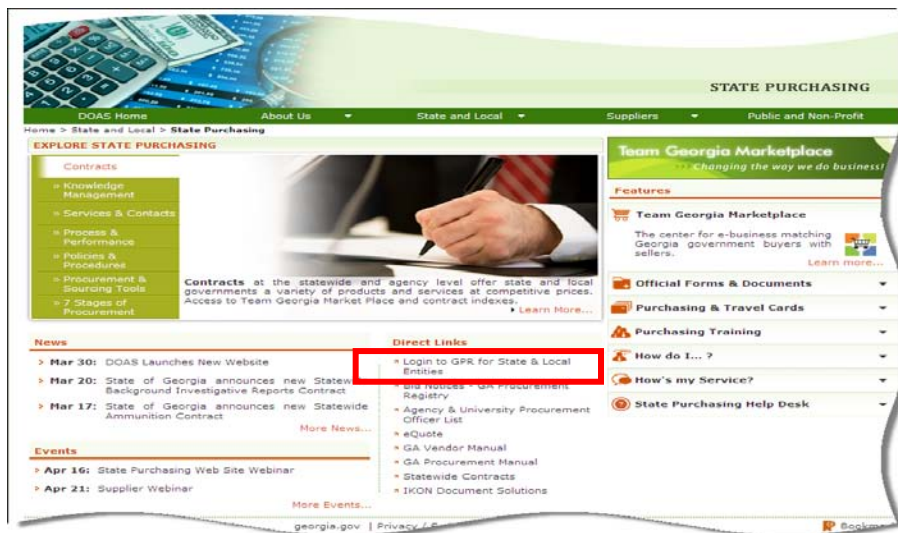 STATE PURCHASING
DOAS Home About Us State and Local Suppliers Public and Non-Profit
Home > State and Local > State Purchasing
EXPLORE STATE PURCHASING
Contracts
» Knowledge
Management
» Services & Contacts
» Process &
Performance
» Policies &
Procedures
» Procurement &
Sourcing Tools
» 7 Stages of
Procurement
Contracts at the statewide and agency level offer state and local
governments a variety of products and services at competitive prices.
Access to Team Georgia Market Place and contract indexes.
Learn More...
Team Georgia Marketplace
>>> Changing the way we do business!
Features
Team Georgia Marketplace
The center for e-business matching
Georgia government buyers with
sellers.
Learn more...
Official Forms & Documents
Purchasing & Travel Cards
Purchasing Training
How do I... ?
How's my Service?
State Purchasing Help Desk
News
> Mar 30: DOAS Launches New Website
> Mar 20: State of Georgia announces new Statew
Background Investigative Reports Contract
> Mar 17: State of Georgia announces new Statewide
Ammunition Contract
More News...
Events
> Apr 16: State Purchasing Web Site Webinar
> Apr 21: Supplier Webinar
More Events...
Direct Links
» Login to GPR for State & Local
Entities
» Bid Notices - GA Procurement
Registry
» Agency & University Procurement
Officer List
» eQuote
» GA Vendor Manual
» GA Procurement Manual
» Statewide Contracts
» IKON Document Solutions
georgia.gov | Privacy /
Bookm